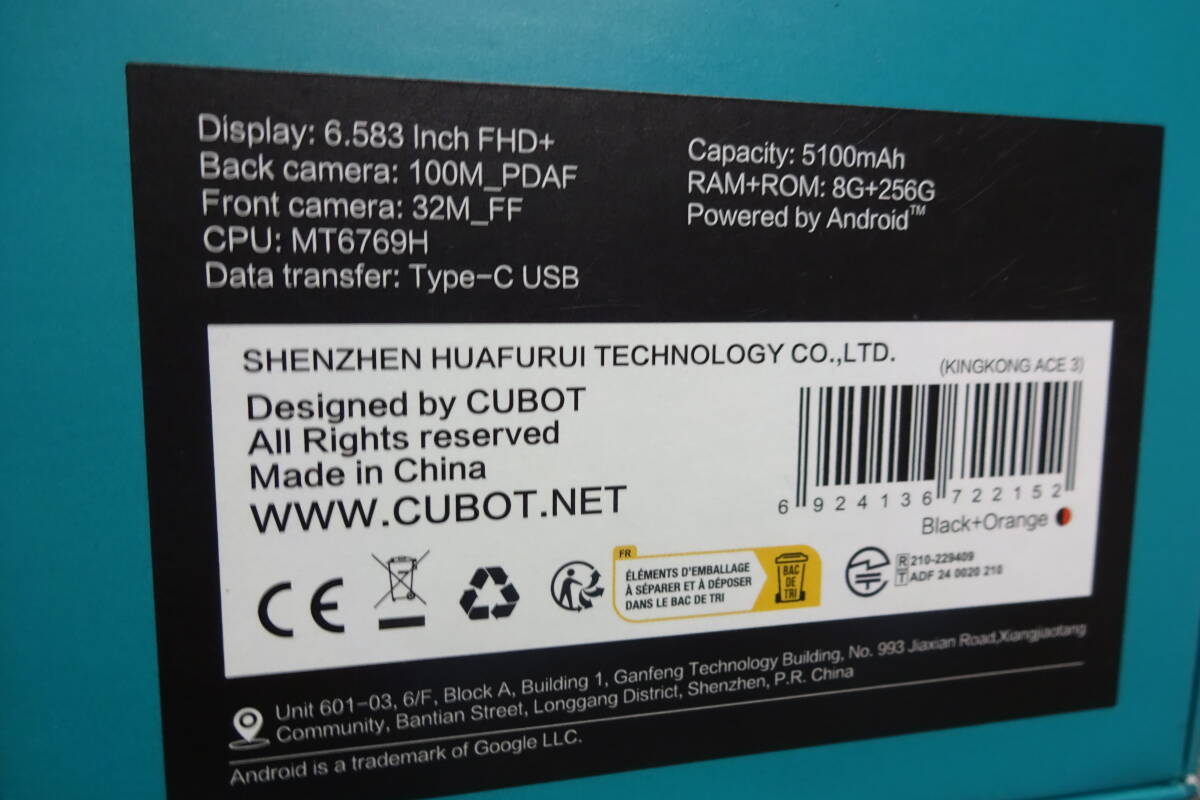 Display: 6.583 Inch FHD+
Back camera: 100M_PDAF
Front camera: 32M_FF
CPU: MT6769H
Data transfer: Type-C USB
Capacity: 5100mAh
RAM+ROM: 8G+256G
Powered by Android™
SHENZHEN HUAFURUI TECHNOLOGY CO.,LTD.
Designed by CUBOT
All Rights reserved
Made in China
WWW.CUBOT.NET
(KINGKONG ACE 3)
6 924136 722152
Black+Orange
CE
FR
ÉLÉMENTS D'EMBALLAGE
À SÉPARER ET À DÉPOSER
DANS LE BAC DE TRI
BAC
DE
TRI
R 210-229409
T ADF 24 0020 210
Unit 601-03, 6/F, Block A, Building 1, Ganfeng Technology Building, No. 993 Jiaxian Road,Xiangjiaotang
Community, Bantian Street, Longgang District, Shenzhen, P.R. China
Android is a trademark of Google LLC.